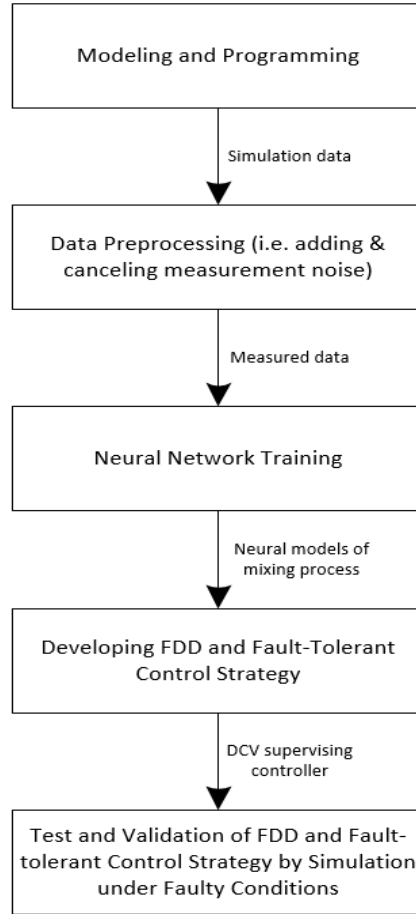 Modeling and Programming
Simulation data
Data Preprocessing (i.e. adding &
canceling measurement noise)
Measured data
Neural Network Training
Neural models of
mixing process
Developing FDD and Fault-Tolerant
Control Strategy
DCV supervising
controller
Test and Validation of FDD and Fault-
tolerant Control Strategy by Simulation
under Faulty Conditions